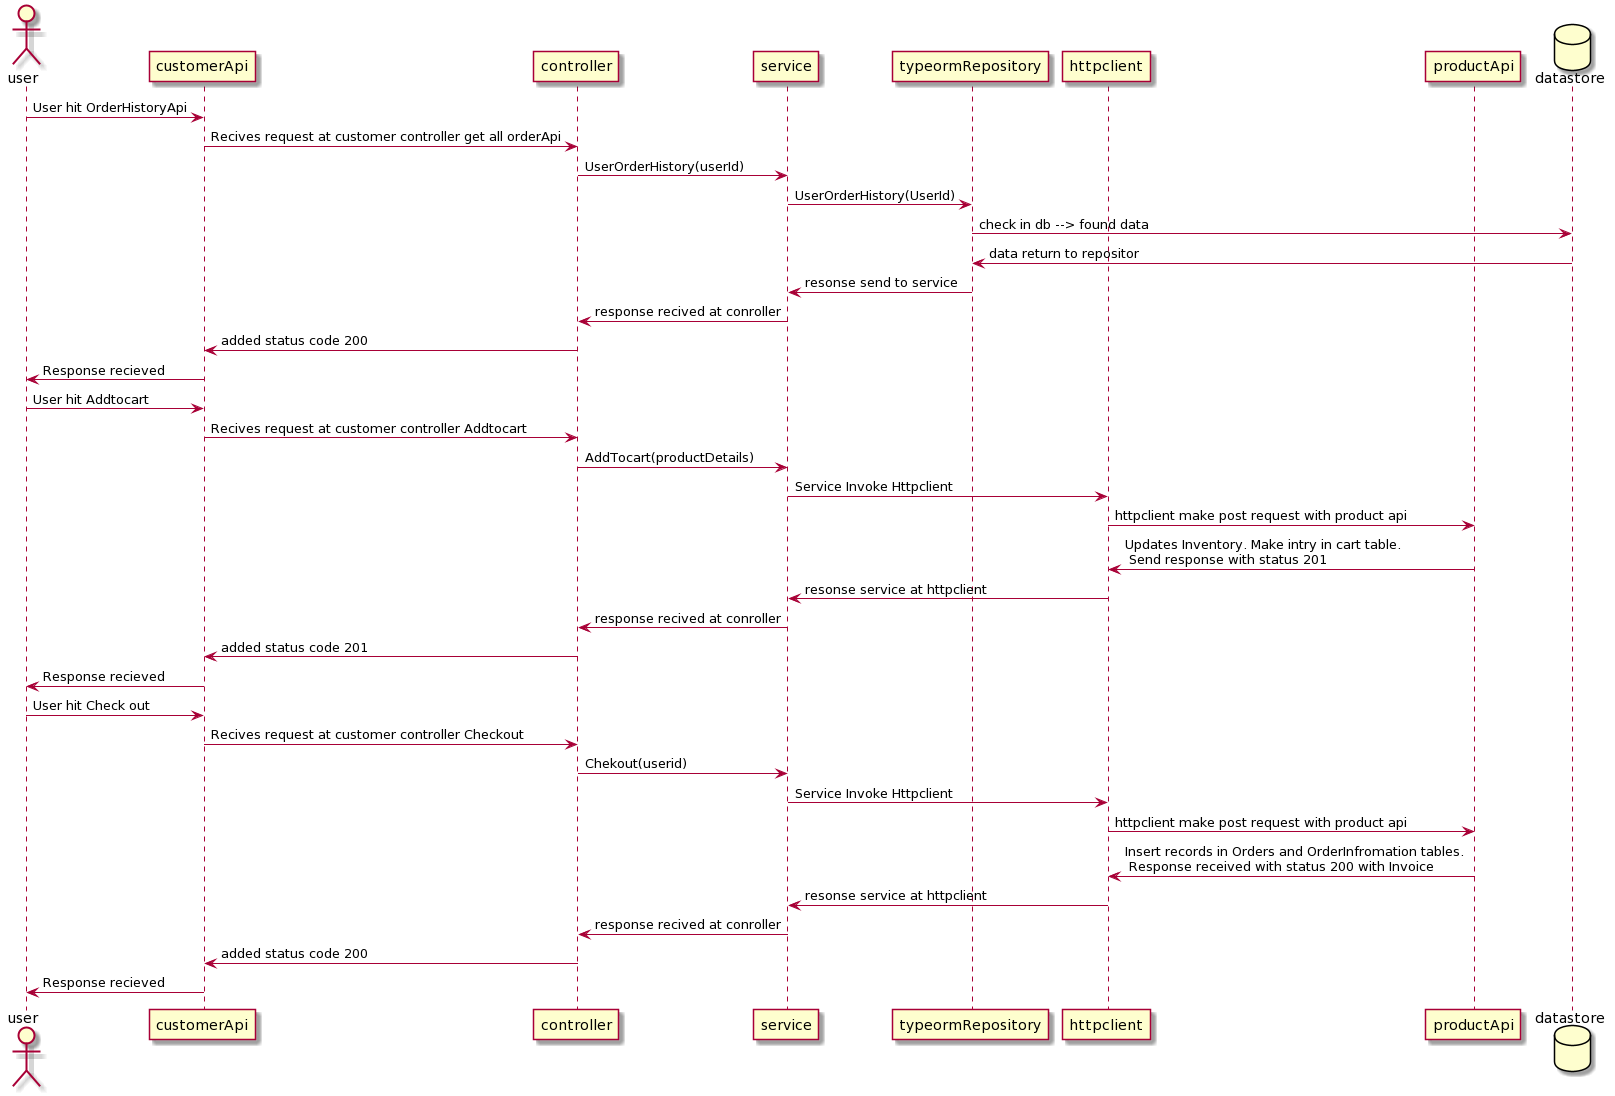 user
customerApi
controller
service
typeormRepository
httpclient
productApi
datastore
User hit OrderHistoryApi
Recives request at customer controller get all orderApi
UserOrderHistory(userId)
UserOrderHistory(UserId)
check in db --> found data
data return to repositor
resonse send to service
response recived at conroller
added status code 200
Response recieved
User hit Addtocart
Recives request at customer controller Addtocart
AddTocart(productDetails)
Service Invoke Httpclient
httpclient make post request with product api
Updates Inventory. Make intry in cart table.
Send response with status 201
resonse service at httpclient
response recived at conroller
added status code 201
Response recieved
User hit Check out
Recives request at customer controller Checkout
Chekout(userid)
Service Invoke Httpclient
httpclient make post request with product api
Insert records in Orders and OrderInfromation tables.
Response received with status 200 with Invoice
resonse service at httpclient
response recived at conroller
added status code 200
Response recieved
user
customerApi
controller
service
typeormRepository
httpclient
productApi
datastore